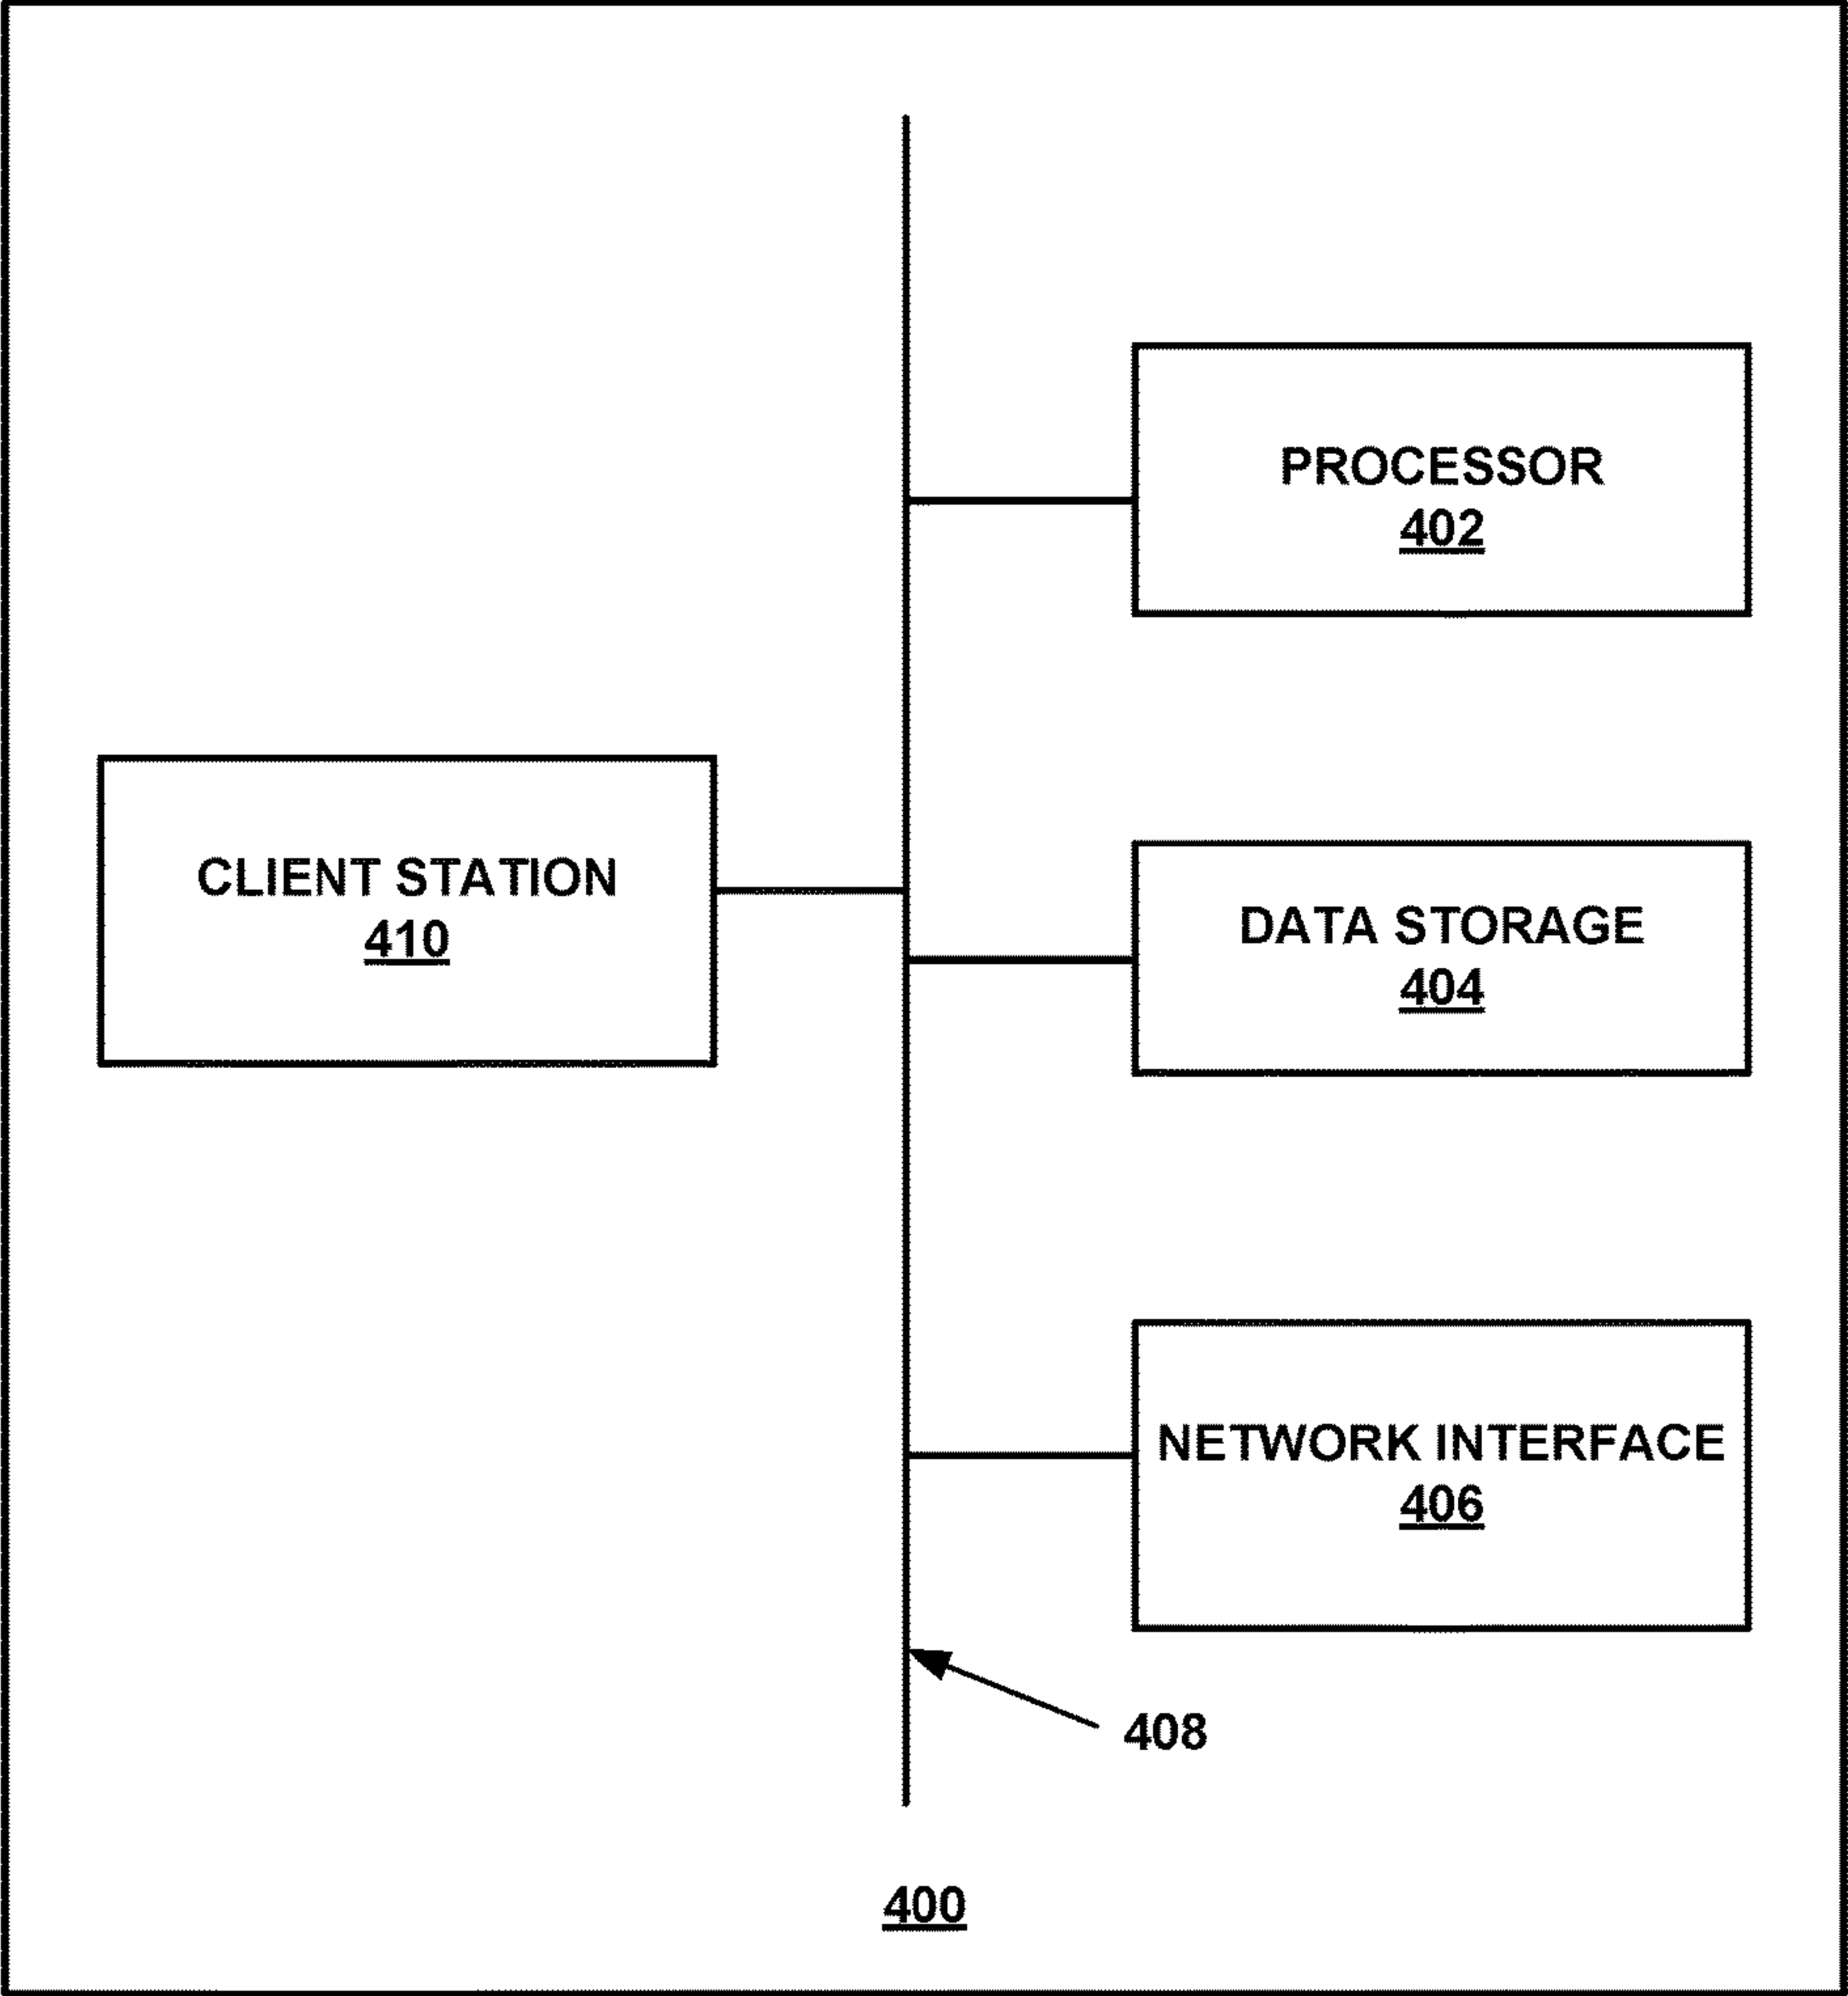 PROCESSOR
402
CLIENT STATION
410
DATA STORAGE
404
NETWORK INTERFACE
406
408
400